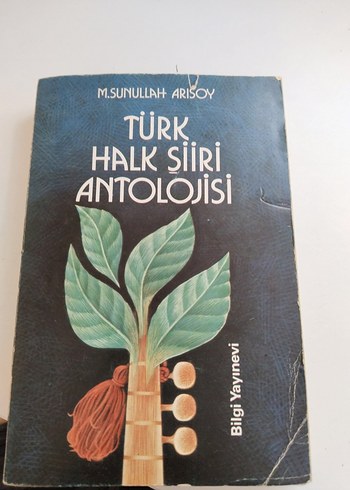 M.SUNULLAH ARISOY
TÜRK
HALK ŞİİRİ
ANTOLOJİSİ
Bilgi Yayınevi